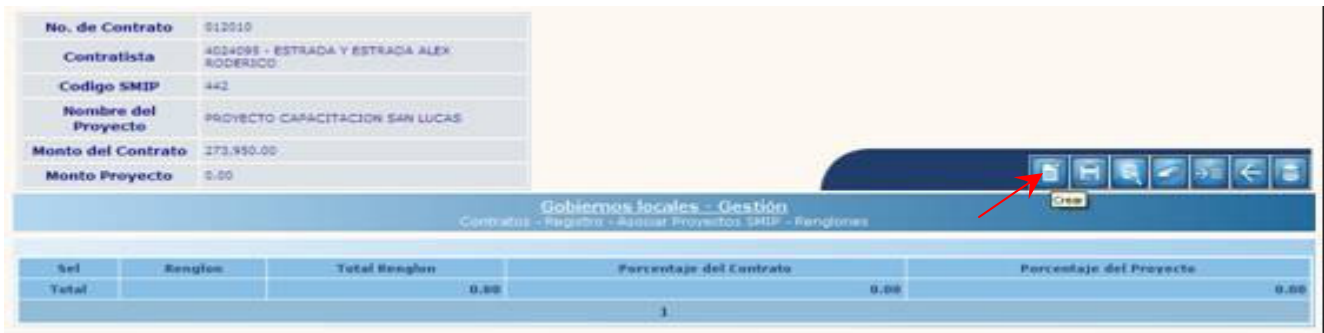 No. de Contrato 012010
Contratista 4024095 - ESTRADA Y ESTRADA ALEX
RODERICO
Codigo SMIP 442
Nombre del
Proyecto PROYECTO CAPACITACION SAN LUCAS
Monto del Contrato 273,950.00
Monto Proyecto 0.00
Crear
Gobiernos locales - Gestión
Contratos - Registro - Asociar Proyectos SMIP - Renglones
Sel Renglon Total Renglon Porcentaje del Contrato Porcentaje del Proyecto
Total 0.00 0.00 0.00
1